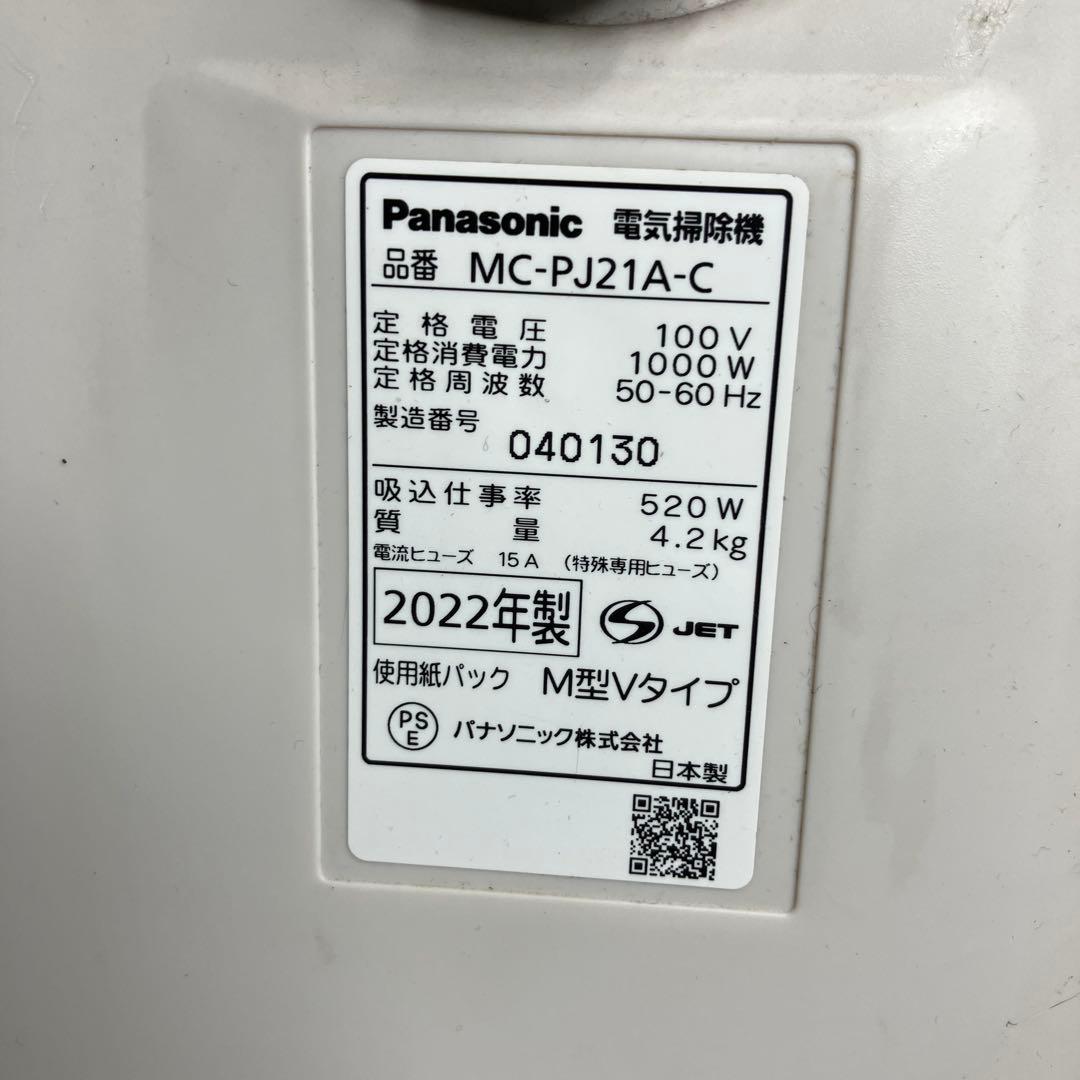 Panasonic 電気掃除機
品番 MC-PJ21A-C
定格電圧 100V
定格消費電力 1000W
定格周波数 50-60Hz
製造番号 040130
吸込仕事率 520W
質量 4.2kg
電流ヒューズ 15A (特殊専用ヒューズ)
2022年製 JET
使用紙パック M型Vタイプ
PSE パナソニック株式会社
日本製